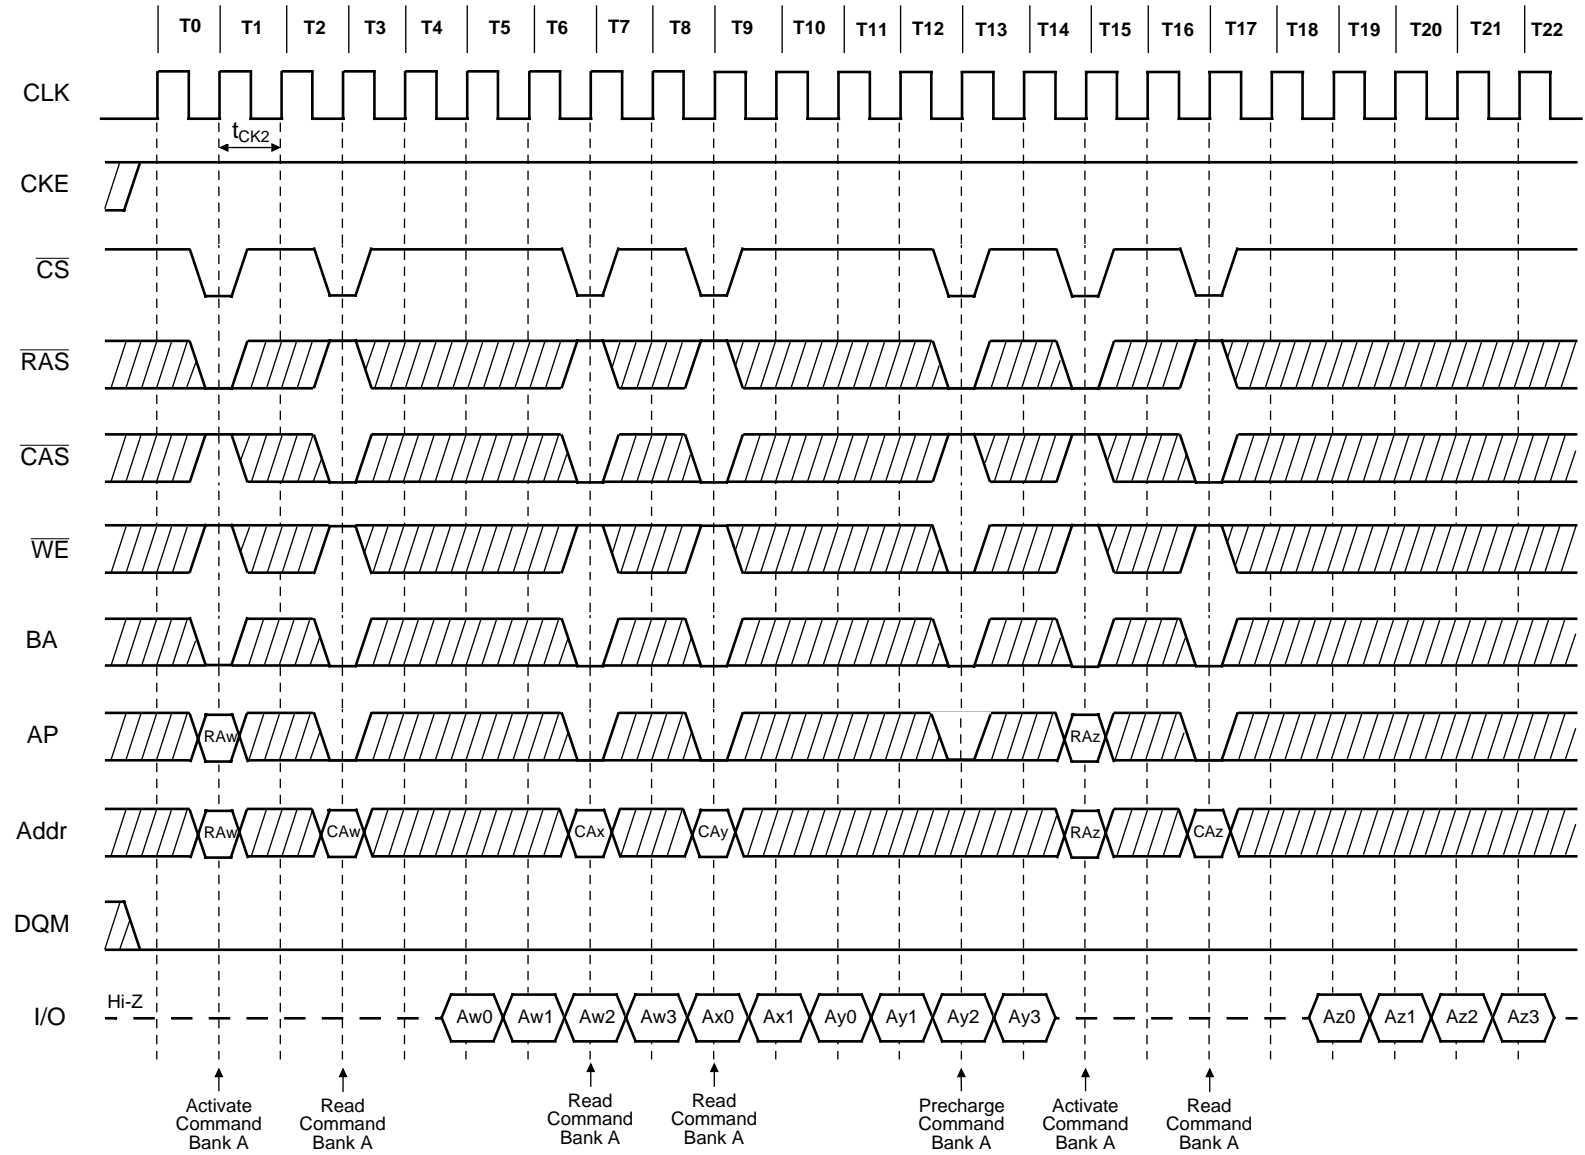 T0 T1 T2 T3 T4 T5 T6 T7 T8 T9 T10 T11 T12 T13 T14 T15 T16 T17 T18 T19 T20 T21 T22
CLK
tCK2
CKE
CS
RAS
CAS
WE
BA
AP RAw RAz
Addr RAw CAw CAx CAy RAz CAz
DQM
Hi-Z
I/O Aw0 Aw1 Aw2 Aw3 Ax0 Ax1 Ay0 Ay1 Ay2 Ay3 Az0 Az1 Az2 Az3
Activate
Command
Bank A
Read
Command
Bank A
Read
Command
Bank A
Read
Command
Bank A
Precharge
Command
Bank A
Activate
Command
Bank A
Read
Command
Bank A